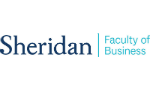 Sheridan
Faculty of
Business